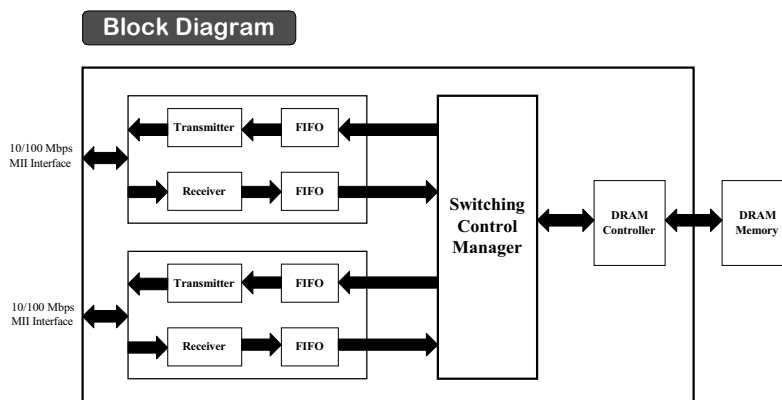 Block Diagram
10/100 Mbps
MII Interface
Transmitter
FIFO
Receiver
FIFO
Switching
Control
Manager
DRAM
Controller
DRAM
Memory
10/100 Mbps
MII Interface
Transmitter
FIFO
Receiver
FIFO